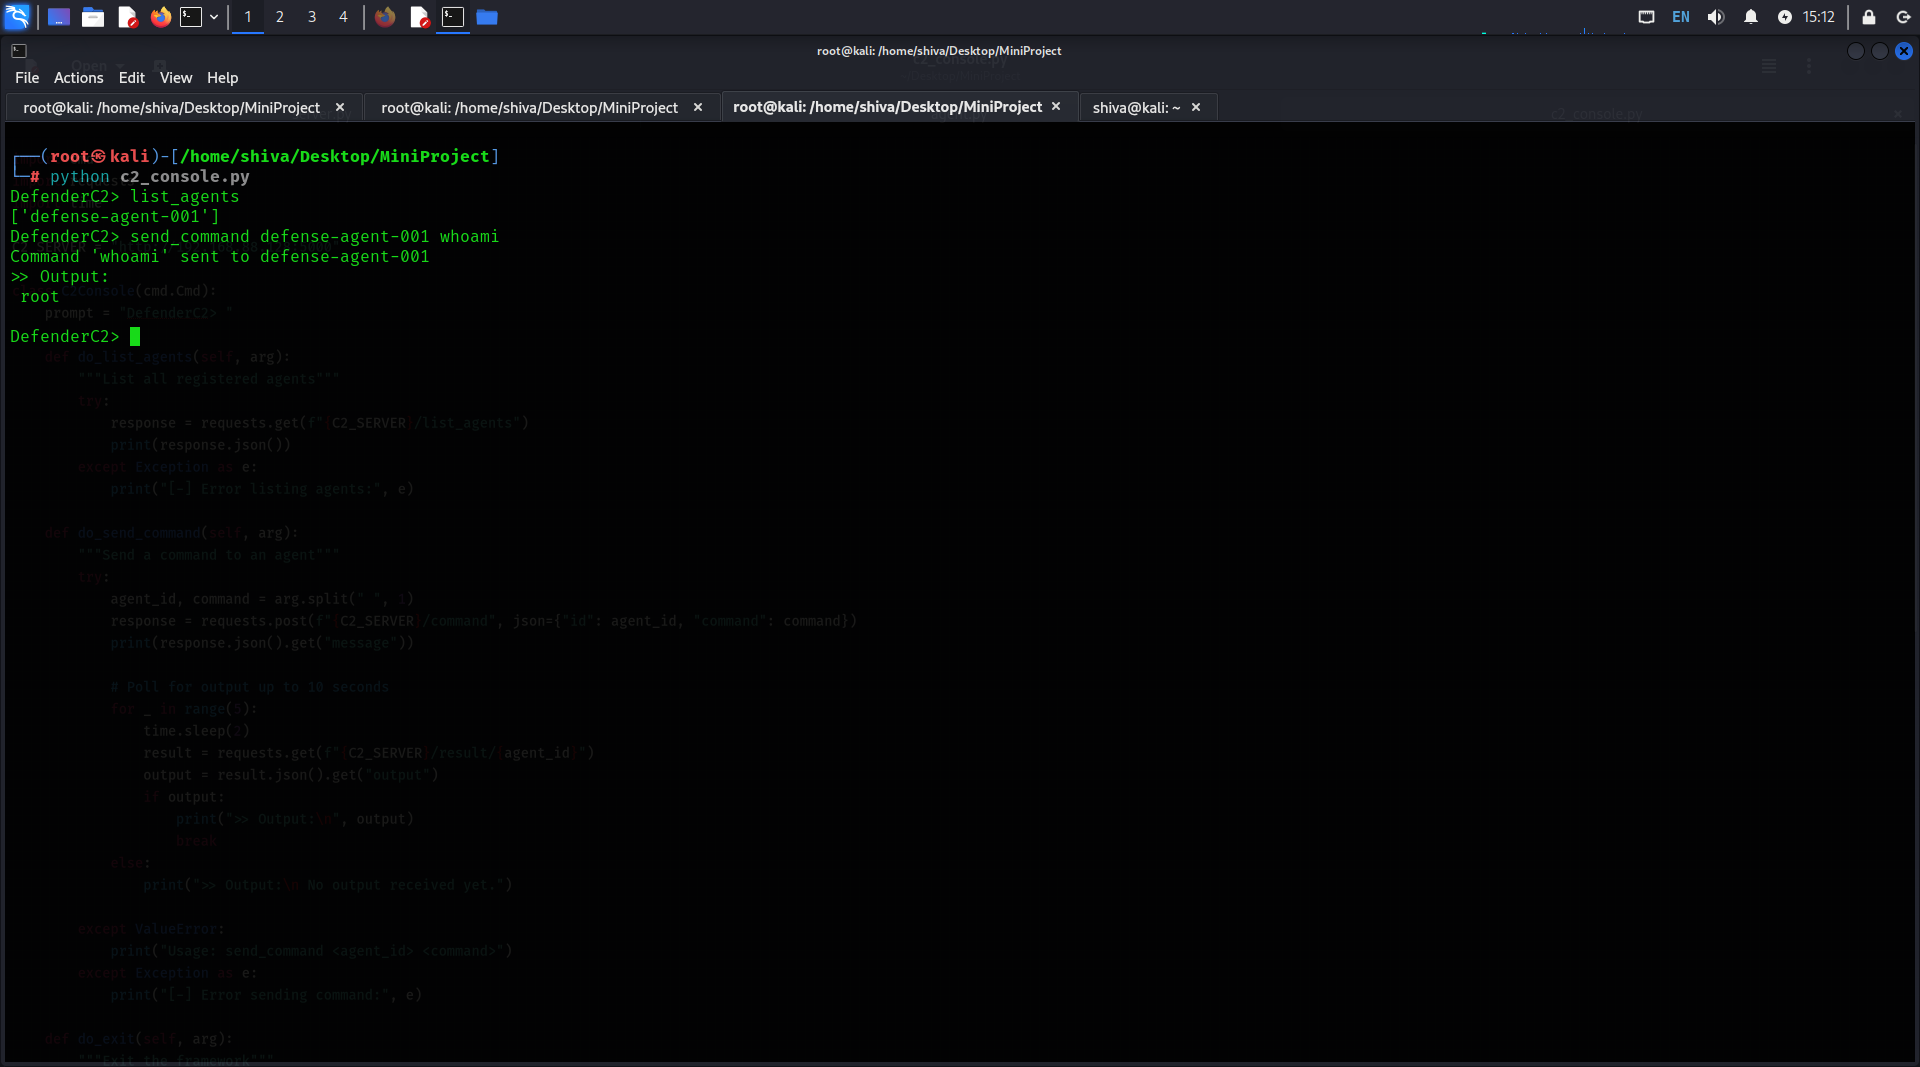 1 2 3 4 EN 15:12
root@kali: /home/shiva/Desktop/MiniProject
File Actions Edit View Help
root@kali: /home/shiva/Desktop/MiniProject × root@kali: /home/shiva/Desktop/MiniProject × root@kali: /home/shiva/Desktop/MiniProject × shiva@kali: ~ ×
┌──(root㉿kali)-[/home/shiva/Desktop/MiniProject]
└─# python c2_console.py
DefenderC2> list_agents
['defense-agent-001']
DefenderC2> send_command defense-agent-001 whoami
Command 'whoami' sent to defense-agent-001
>> Output:
root
DefenderC2>
Console(cmd.Cmd):
prompt = "DefenderC2> "
def do_list_agents(self, arg):
"""List all registered agents"""
try:
response = requests.get(f"{C2_SERVER}/list_agents")
print(response.json())
except Exception as e:
print("[-] Error listing agents:", e)
def do_send_command(self, arg):
"""Send a command to an agent"""
try:
agent_id, command = arg.split(" ", 1)
response = requests.post(f"{C2_SERVER}/command", json={"id": agent_id, "command": command})
print(response.json().get("message"))
# Poll for output up to 10 seconds
for _ in range(5):
time.sleep(2)
result = requests.get(f"{C2_SERVER}/result/{agent_id}")
output = result.json().get("output")
if output:
print(">> Output:\n", output)
break
else:
print(">> Output:\n No output received yet.")
except ValueError:
print("Usage: send_command <agent_id> <command>")
except Exception as e:
print("[-] Error sending command:", e)
def do_exit(self, arg):
"""Exit the framework"""